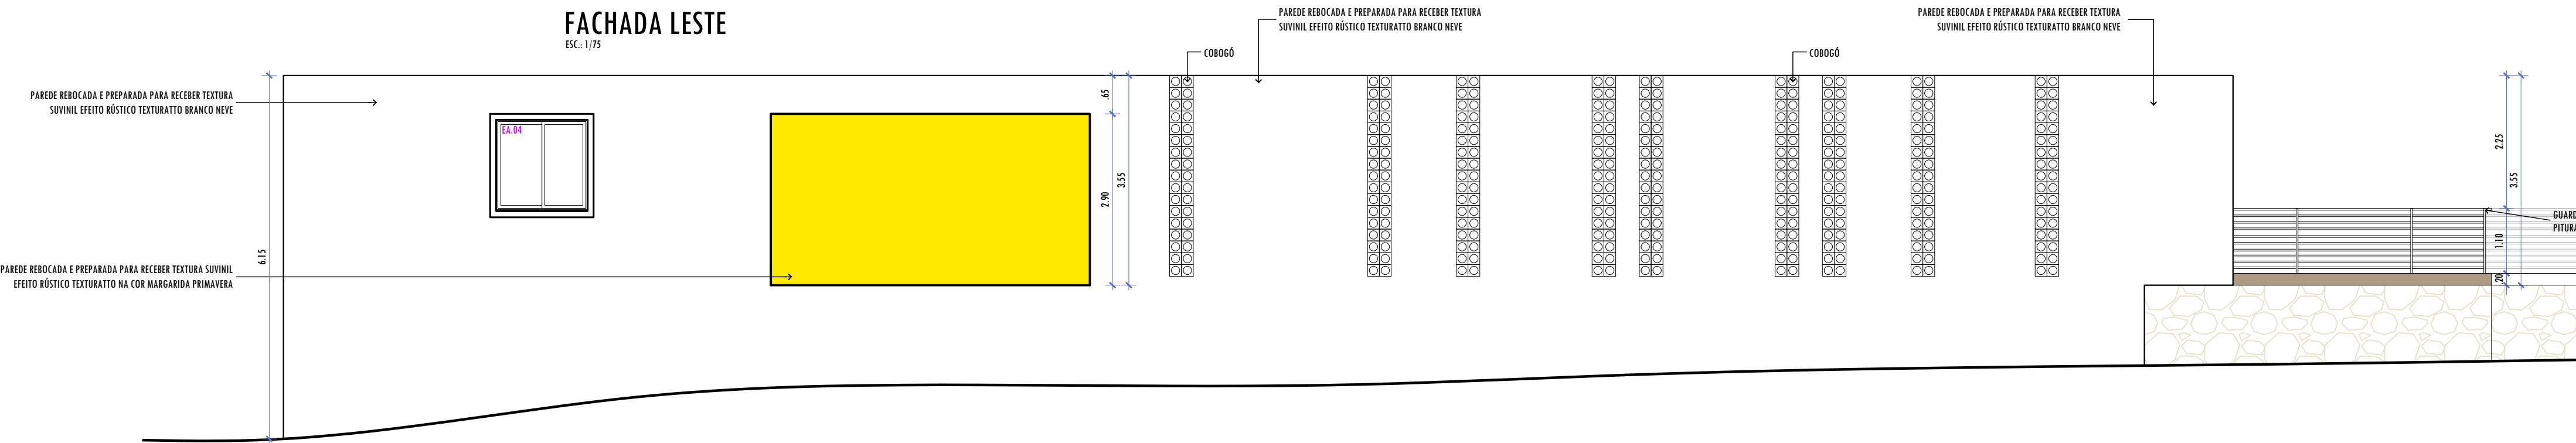 FACHADA LESTE
ESC.: 1/75
PAREDE REBOCADA E PREPARADA PARA RECEBER TEXTURA
SUVINIL EFEITO RÚSTICO TEXTURATTO BRANCO NEVE
PAREDE REBOCADA E PREPARADA PARA RECEBER TEXTURA
SUVINIL EFEITO RÚSTICO TEXTURATTO BRANCO NEVE
COBOGÓ
COBOGÓ
PAREDE REBOCADA E PREPARADA PARA RECEBER TEXTURA
SUVINIL EFEITO RÚSTICO TEXTURATTO BRANCO NEVE
EA.04
.65
2.90
3.55
6.15
2.25
3.55
1.10
.20
GUARD
PITURA
PAREDE REBOCADA E PREPARADA PARA RECEBER TEXTURA SUVINIL
EFEITO RÚSTICO TEXTURATTO NA COR MARGARIDA PRIMAVERA